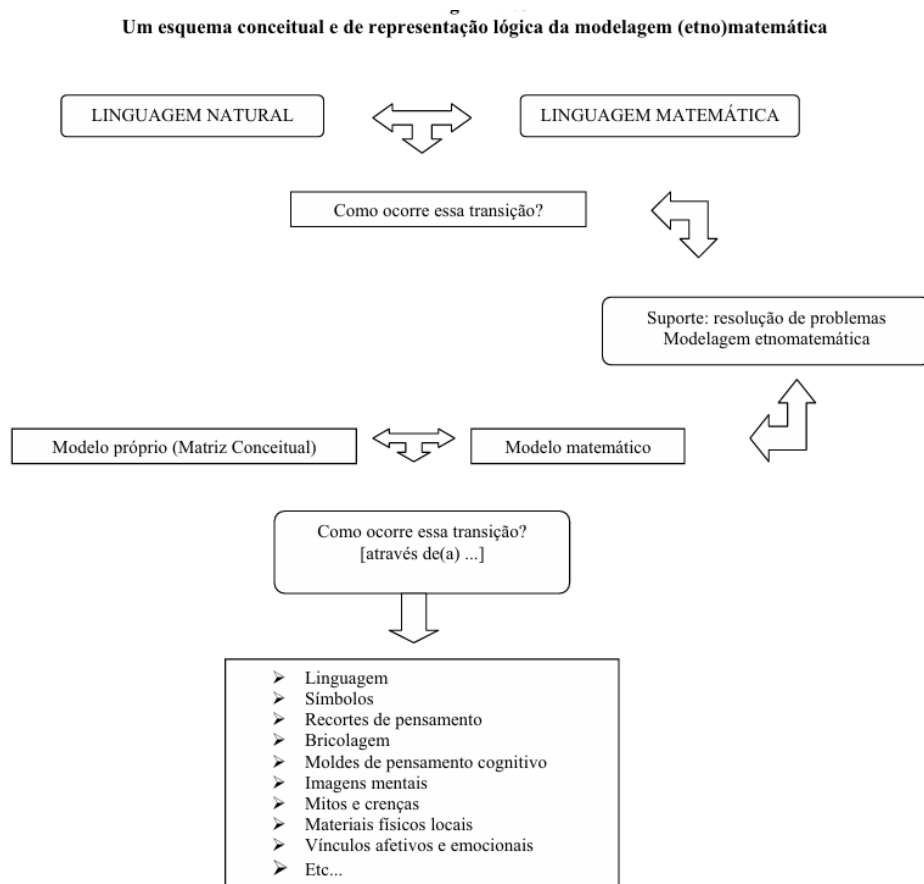 Um esquema conceitual e de representação lógica da modelagem (etno)matemática
LINGUAGEM NATURAL
LINGUAGEM MATEMÁTICA
Como ocorre essa transição?
Suporte: resolução de problemas
Modelagem etnomatemática
Modelo próprio (Matriz Conceitual)
Modelo matemático
Como ocorre essa transição?
[através de(a) ...]
➢ Linguagem
➢ Símbolos
➢ Recortes de pensamento
➢ Bricolagem
➢ Moldes de pensamento cognitivo
➢ Imagens mentais
➢ Mitos e crenças
➢ Materiais físicos locais
➢ Vínculos afetivos e emocionais
➢ Etc...